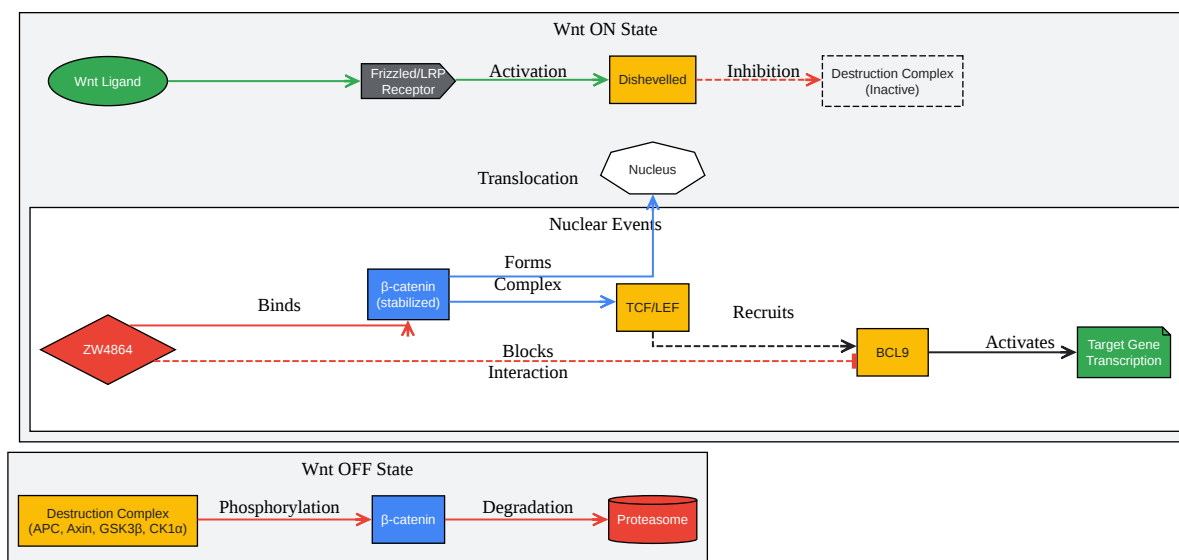 Wnt ON State
Wnt Ligand
Frizzled/LRP
Receptor
Activation
Dishevelled
Inhibition
Destruction Complex
(Inactive)
Translocation
Nucleus
Nuclear Events
Forms
Complex
β-catenin
(stabilized)
TCF/LEF
Binds
Recruits
ZW4864
Blocks
Interaction
BCL9
Activates
Target Gene
Transcription
Wnt OFF State
Destruction Complex
(APC, Axin, GSK3β, CK1α)
Phosphorylation
β-catenin
Degradation
Proteasome